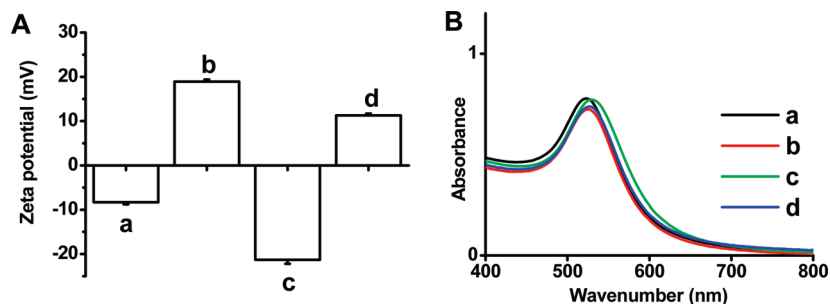 A
Zeta potential (mV)
30
20
10
0
-10
-20
a
b
c
d
B
Absorbance
1
0
400 500 600 700 800
Wavenumber (nm)
a
b
c
d